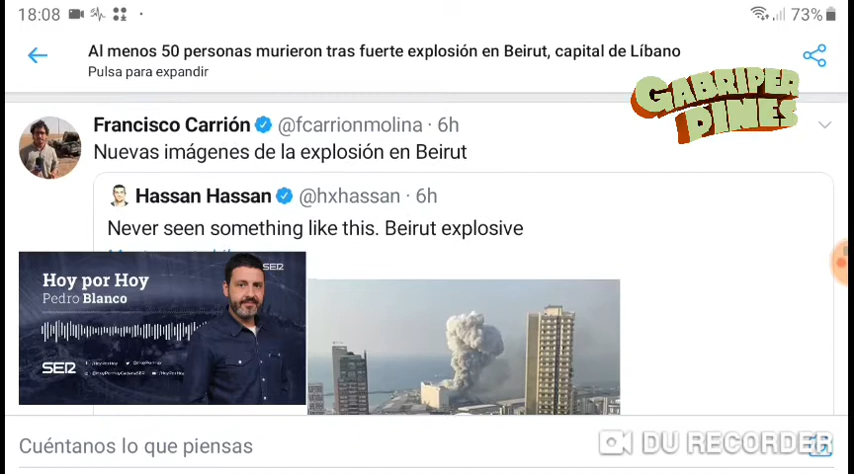 18:08
73%
Al menos 50 personas murieron tras fuerte explosión en Beirut, capital de Líbano
Pulsa para expandir
GABRIPER
DINES
Francisco Carrión @fcarrionmolina · 6h
Nuevas imágenes de la explosión en Beirut
Hassan Hassan @hxhassan · 6h
Never seen something like this. Beirut explosive
SER
Hoy por Hoy
Pedro Blanco
SER
Cuéntanos lo que piensas
DU RECORDER